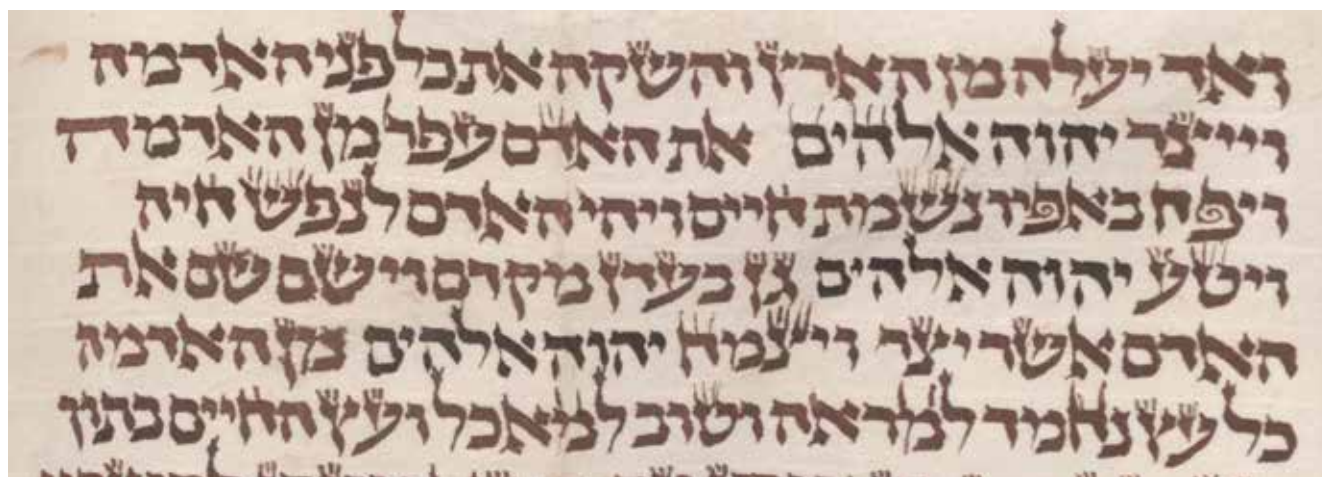 ואד יעלה מן הארץ והשקה את כל פני האדמה
וייצר יהוה אלהים את האדם עפר מן האדמה
ויפח באפיו נשמת חיים ויהי האדם לנפש חיה
ויטע יהוה אלהים גן בעדן מקדם וישם שם את
האדם אשר יצר ויצמח יהוה אלהים מן האדמה
כל עץ נחמד למראה וטוב למאכל ועץ החיים בתוך